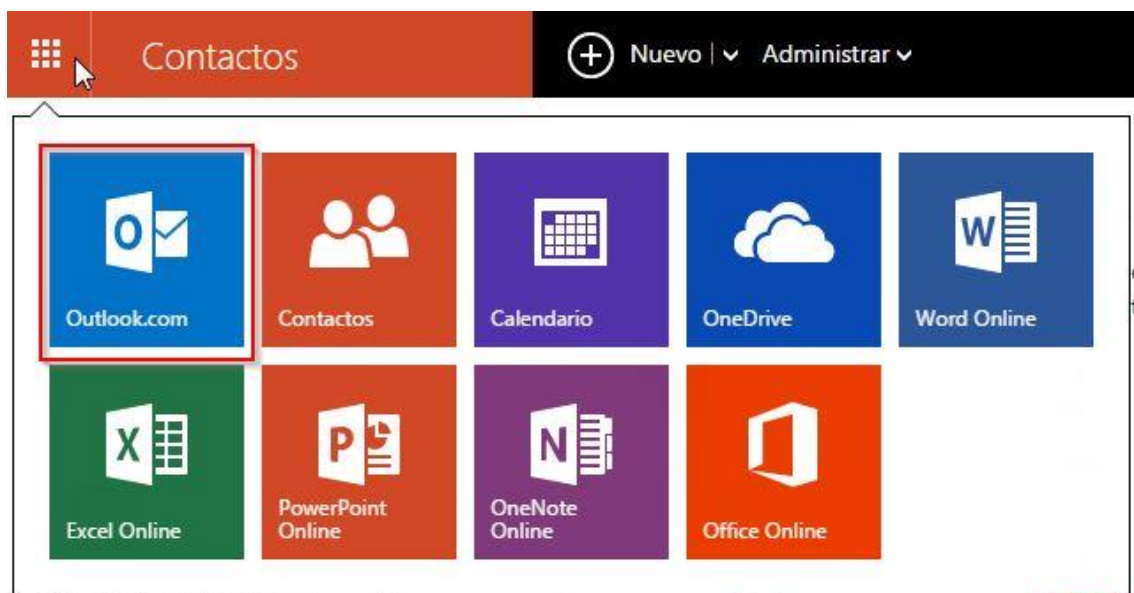 Contactos
Nuevo
Administrar
Outlook.com
Contactos
Calendario
OneDrive
Word Online
Excel Online
PowerPoint
Online
OneNote
Online
Office Online